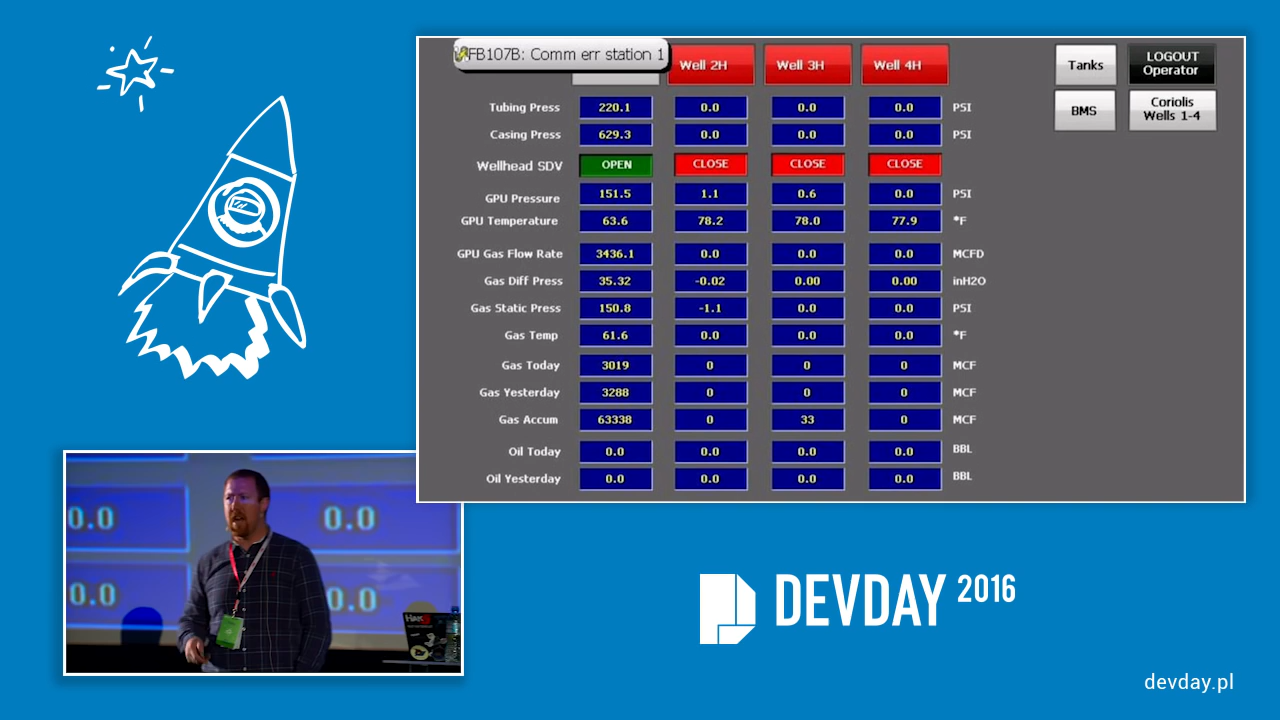 FB107B: Comm err station 1
Well 2H Well 3H Well 4H
Tanks
LOGOUT
Operator
BMS
Coriolis
Wells 1-4
Tubing Press 220.1 0.0 0.0 0.0 PSI
Casing Press 629.3 0.0 0.0 0.0 PSI
Wellhead SDV OPEN CLOSE CLOSE CLOSE
GPU Pressure 151.5 1.1 0.6 0.0 PSI
GPU Temperature 63.6 78.2 78.0 77.9 °F
GPU Gas Flow Rate 3436.1 0.0 0.0 0.0 MCFD
Gas Diff Press 35.32 -0.02 0.00 0.00 inH2O
Gas Static Press 150.8 -1.1 0.0 0.0 PSI
Gas Temp 61.6 0.0 0.0 0.0 °F
Gas Today 3019 0 0 0 MCF
Gas Yesterday 3288 0 0 0 MCF
Gas Accum 63338 0 33 0 MCF
Oil Today 0.0 0.0 0.0 0.0 BBL
Oil Yesterday 0.0 0.0 0.0 0.0 BBL
0.0 0.0
0.0 0.0
DEVDAY 2016
devday.pl